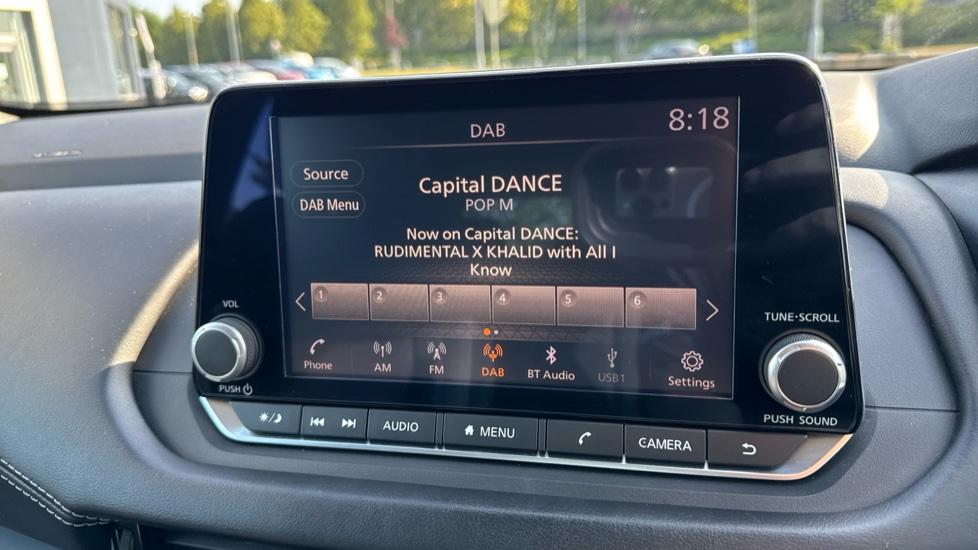 DAB
8:18
Source
DAB Menu
Capital DANCE
POP M
Now on Capital DANCE:
RUDIMENTAL X KHALID with All I
Know
1 2 3 4 5 6
Phone
AM
FM
DAB
BT Audio
USB1
Settings
VOL
PUSH
TUNE·SCROLL
PUSH SOUND
AUDIO
MENU
CAMERA